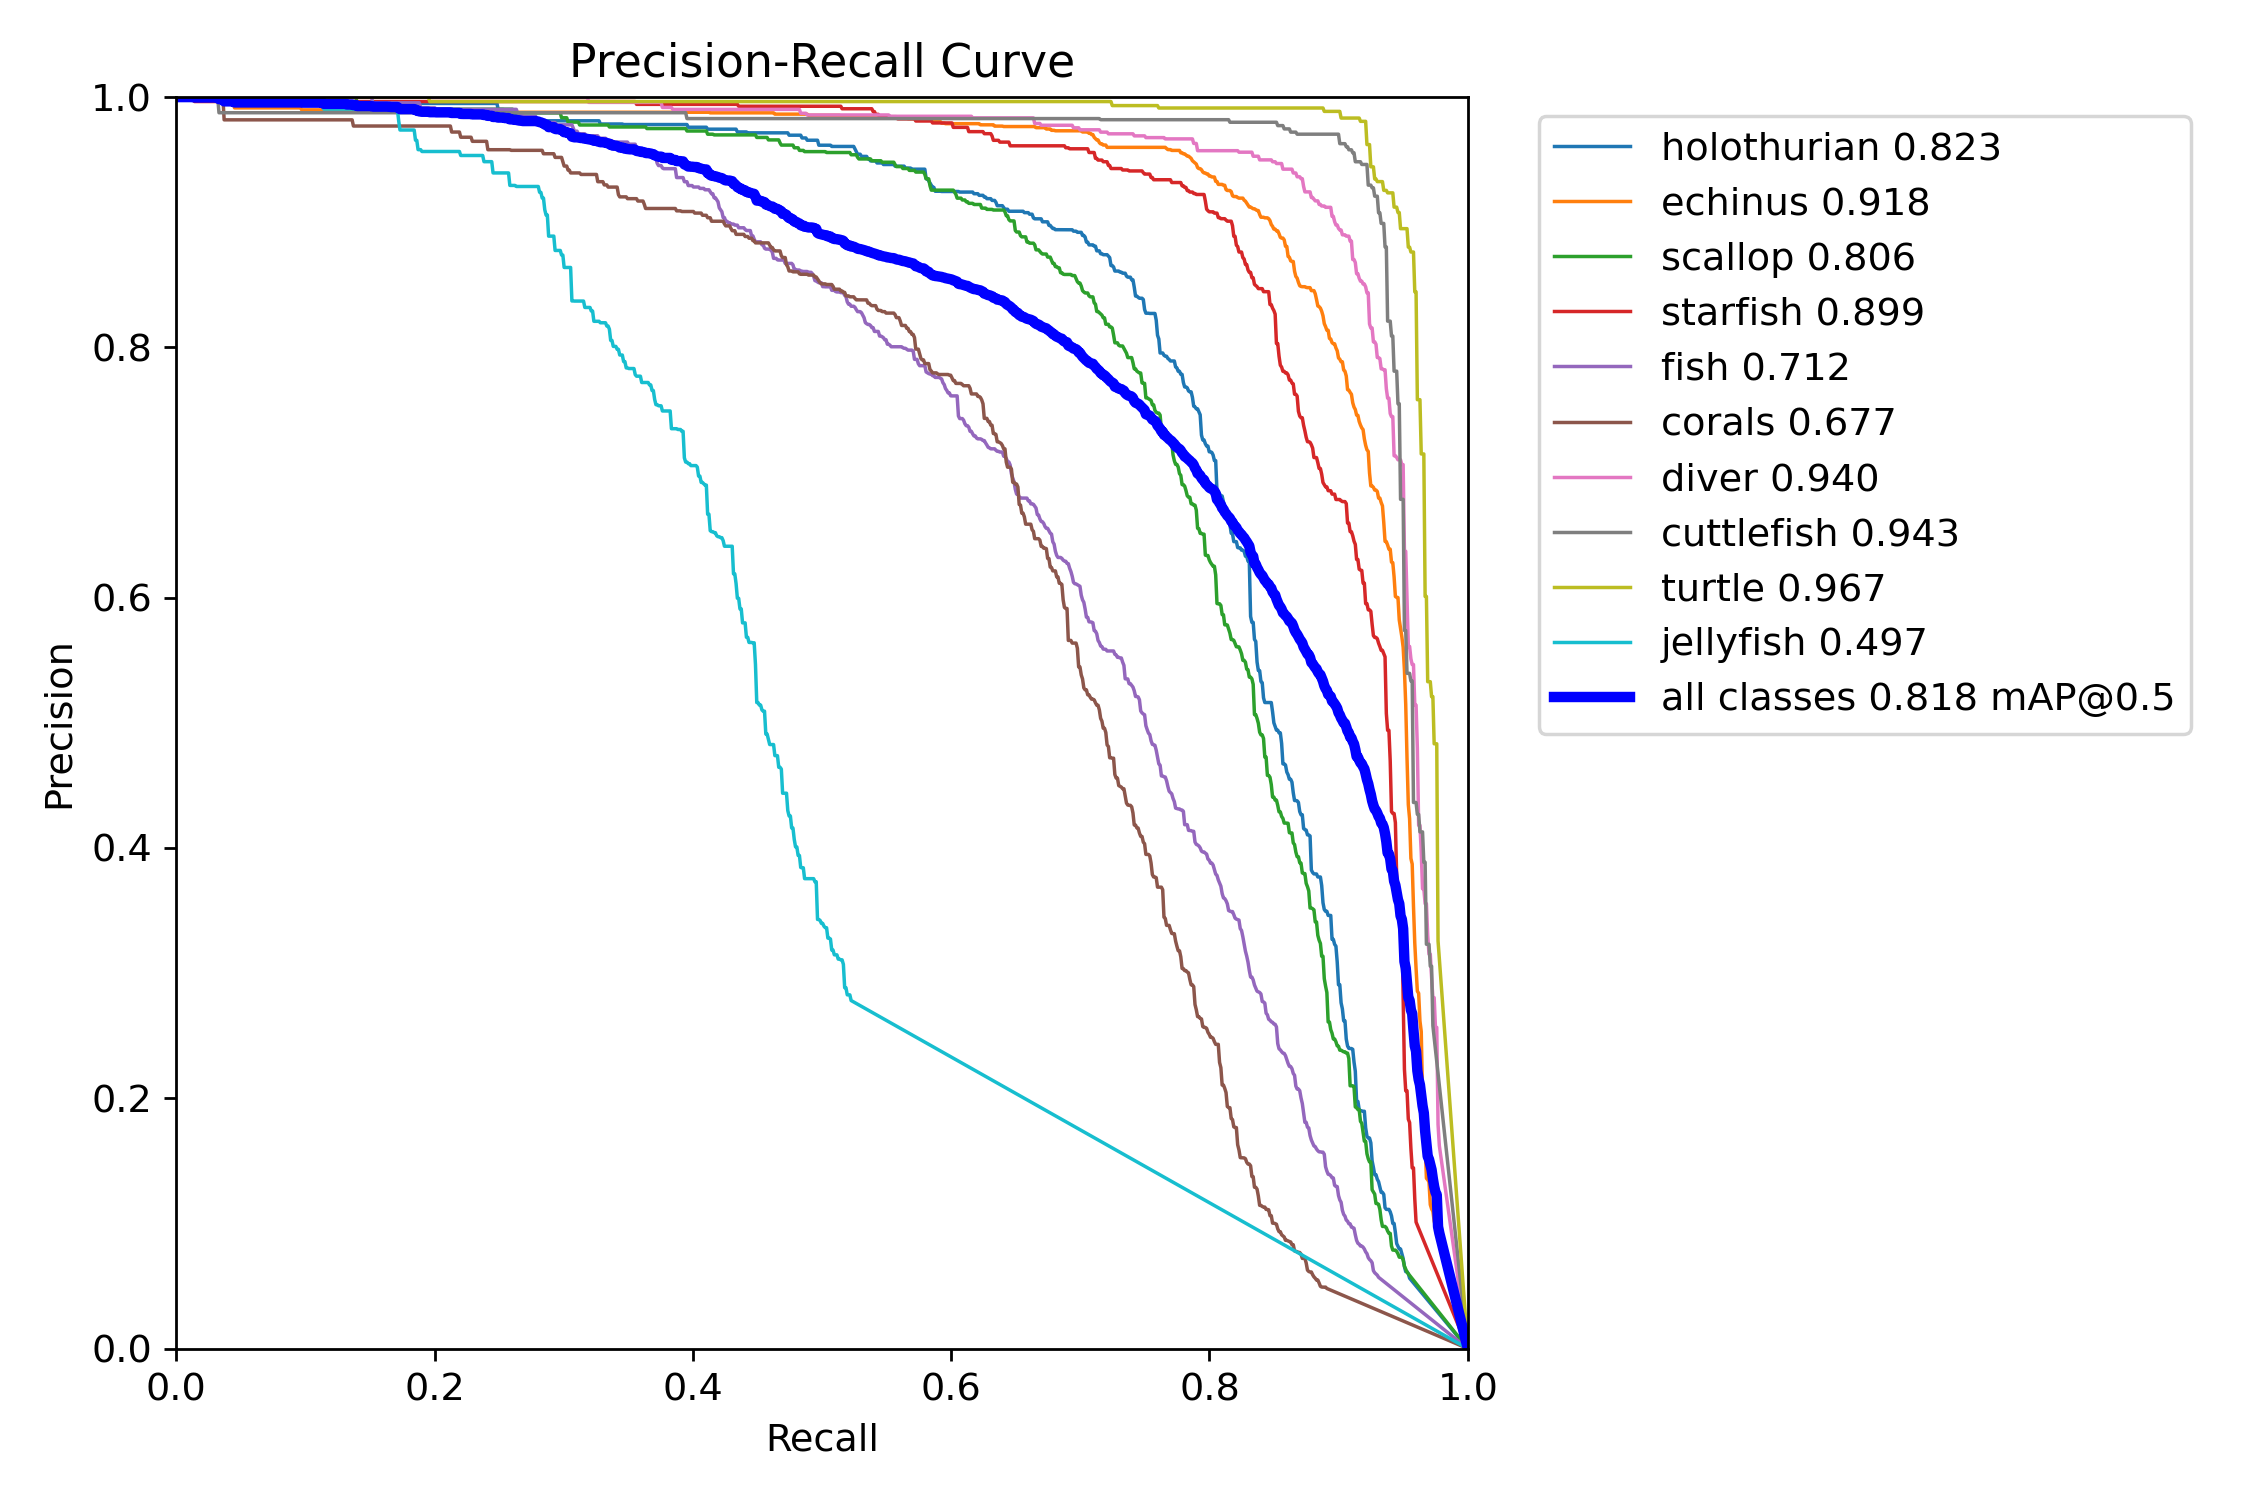 Precision-Recall Curve
1.0
0.8
0.6
0.4
0.2
0.0
Precision
0.0 0.2 0.4 0.6 0.8 1.0
Recall
holothurian 0.823
echinus 0.918
scallop 0.806
starfish 0.899
fish 0.712
corals 0.677
diver 0.940
cuttlefish 0.943
turtle 0.967
jellyfish 0.497
all classes 0.818 mAP@0.5